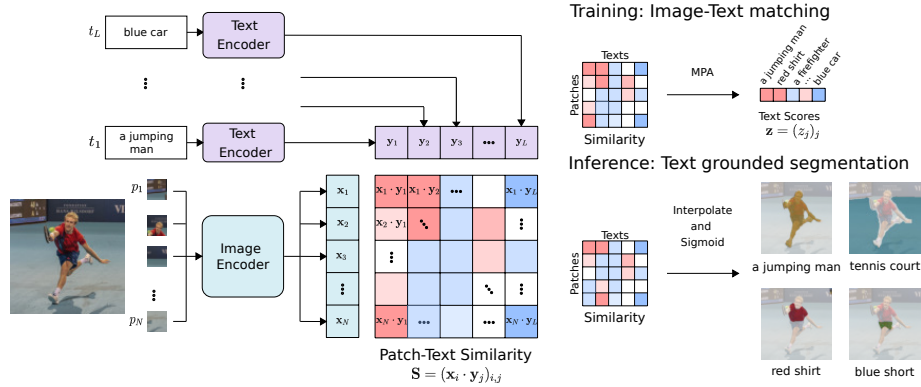 t_L
blue car
Text
Encoder
t_1
a jumping
man
Text
Encoder
y_1
y_2
y_3
•••
y_L
p_1
p_2
p_3
p_N
Image
Encoder
x_1
x_2
x_3
x_N
x_1 · y_1
x_1 · y_2
•••
x_1 · y_L
x_2 · y_1
x_N · y_1
•••
•••
x_N · y_L
Patch-Text Similarity
S = (x_i · y_j)_{i,j}
Training: Image-Text matching
Texts
Patches
Similarity
MPA
a jumping man
red shirt
a firefighter
...
blue car
Text Scores
z = (z_j)_j
Inference: Text grounded segmentation
Texts
Patches
Similarity
Interpolate
and
Sigmoid
a jumping man
tennis court
red shirt
blue short